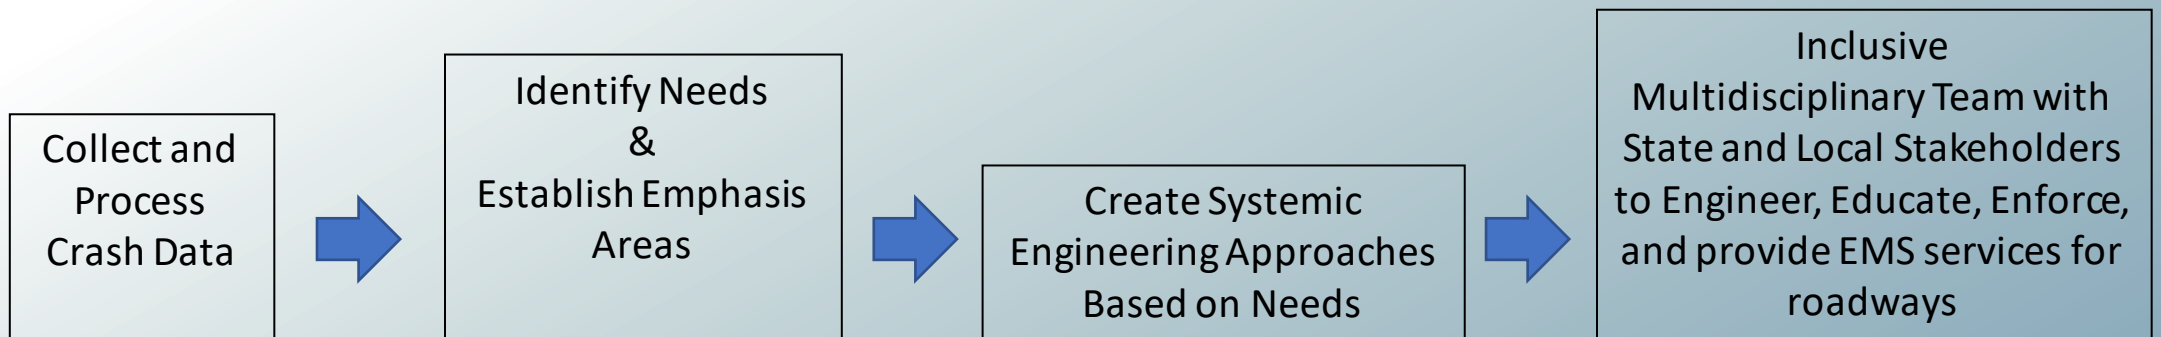 Collect and
Process
Crash Data
Identify Needs
&
Establish Emphasis
Areas
Create Systemic
Engineering Approaches
Based on Needs
Inclusive
Multidisciplinary Team with
State and Local Stakeholders
to Engineer, Educate, Enforce,
and provide EMS services for
roadways